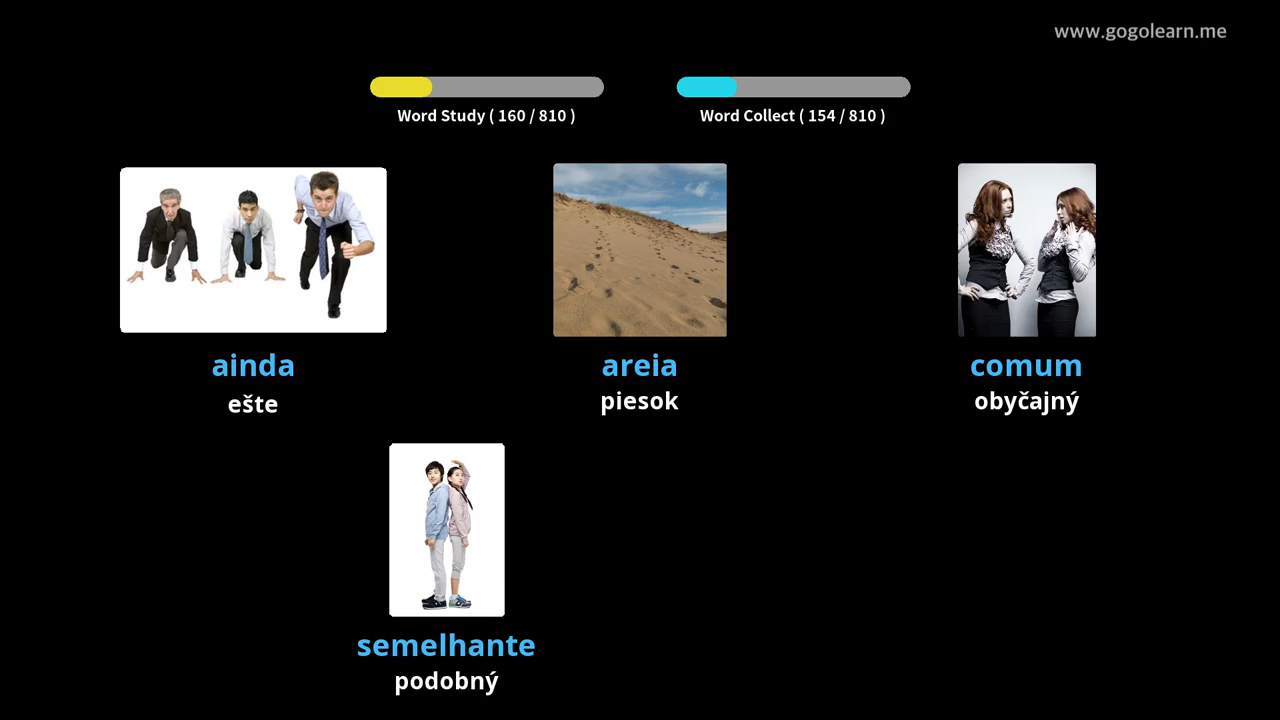 www.gogolearn.me
Word Study ( 160 / 810 )
Word Collect ( 154 / 810 )
ainda
ešte
areia
piesok
comum
obyčajný
semelhante
podobný